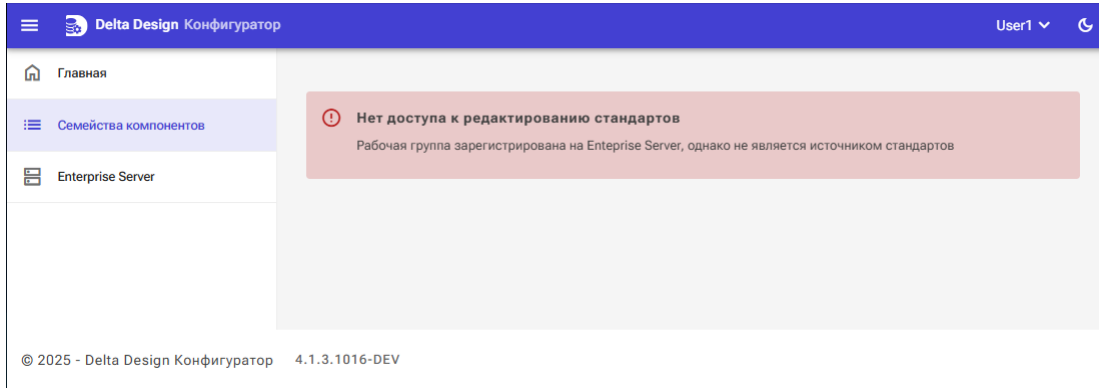 Delta Design Конфигуратор
User1
Главная
Нет доступа к редактированию стандартов
Рабочая группа зарегистрирована на Enteprise Server, однако не является источником стандартов
Семейства компонентов
Enterprise Server
© 2025 - Delta Design Конфигуратор 4.1.3.1016-DEV